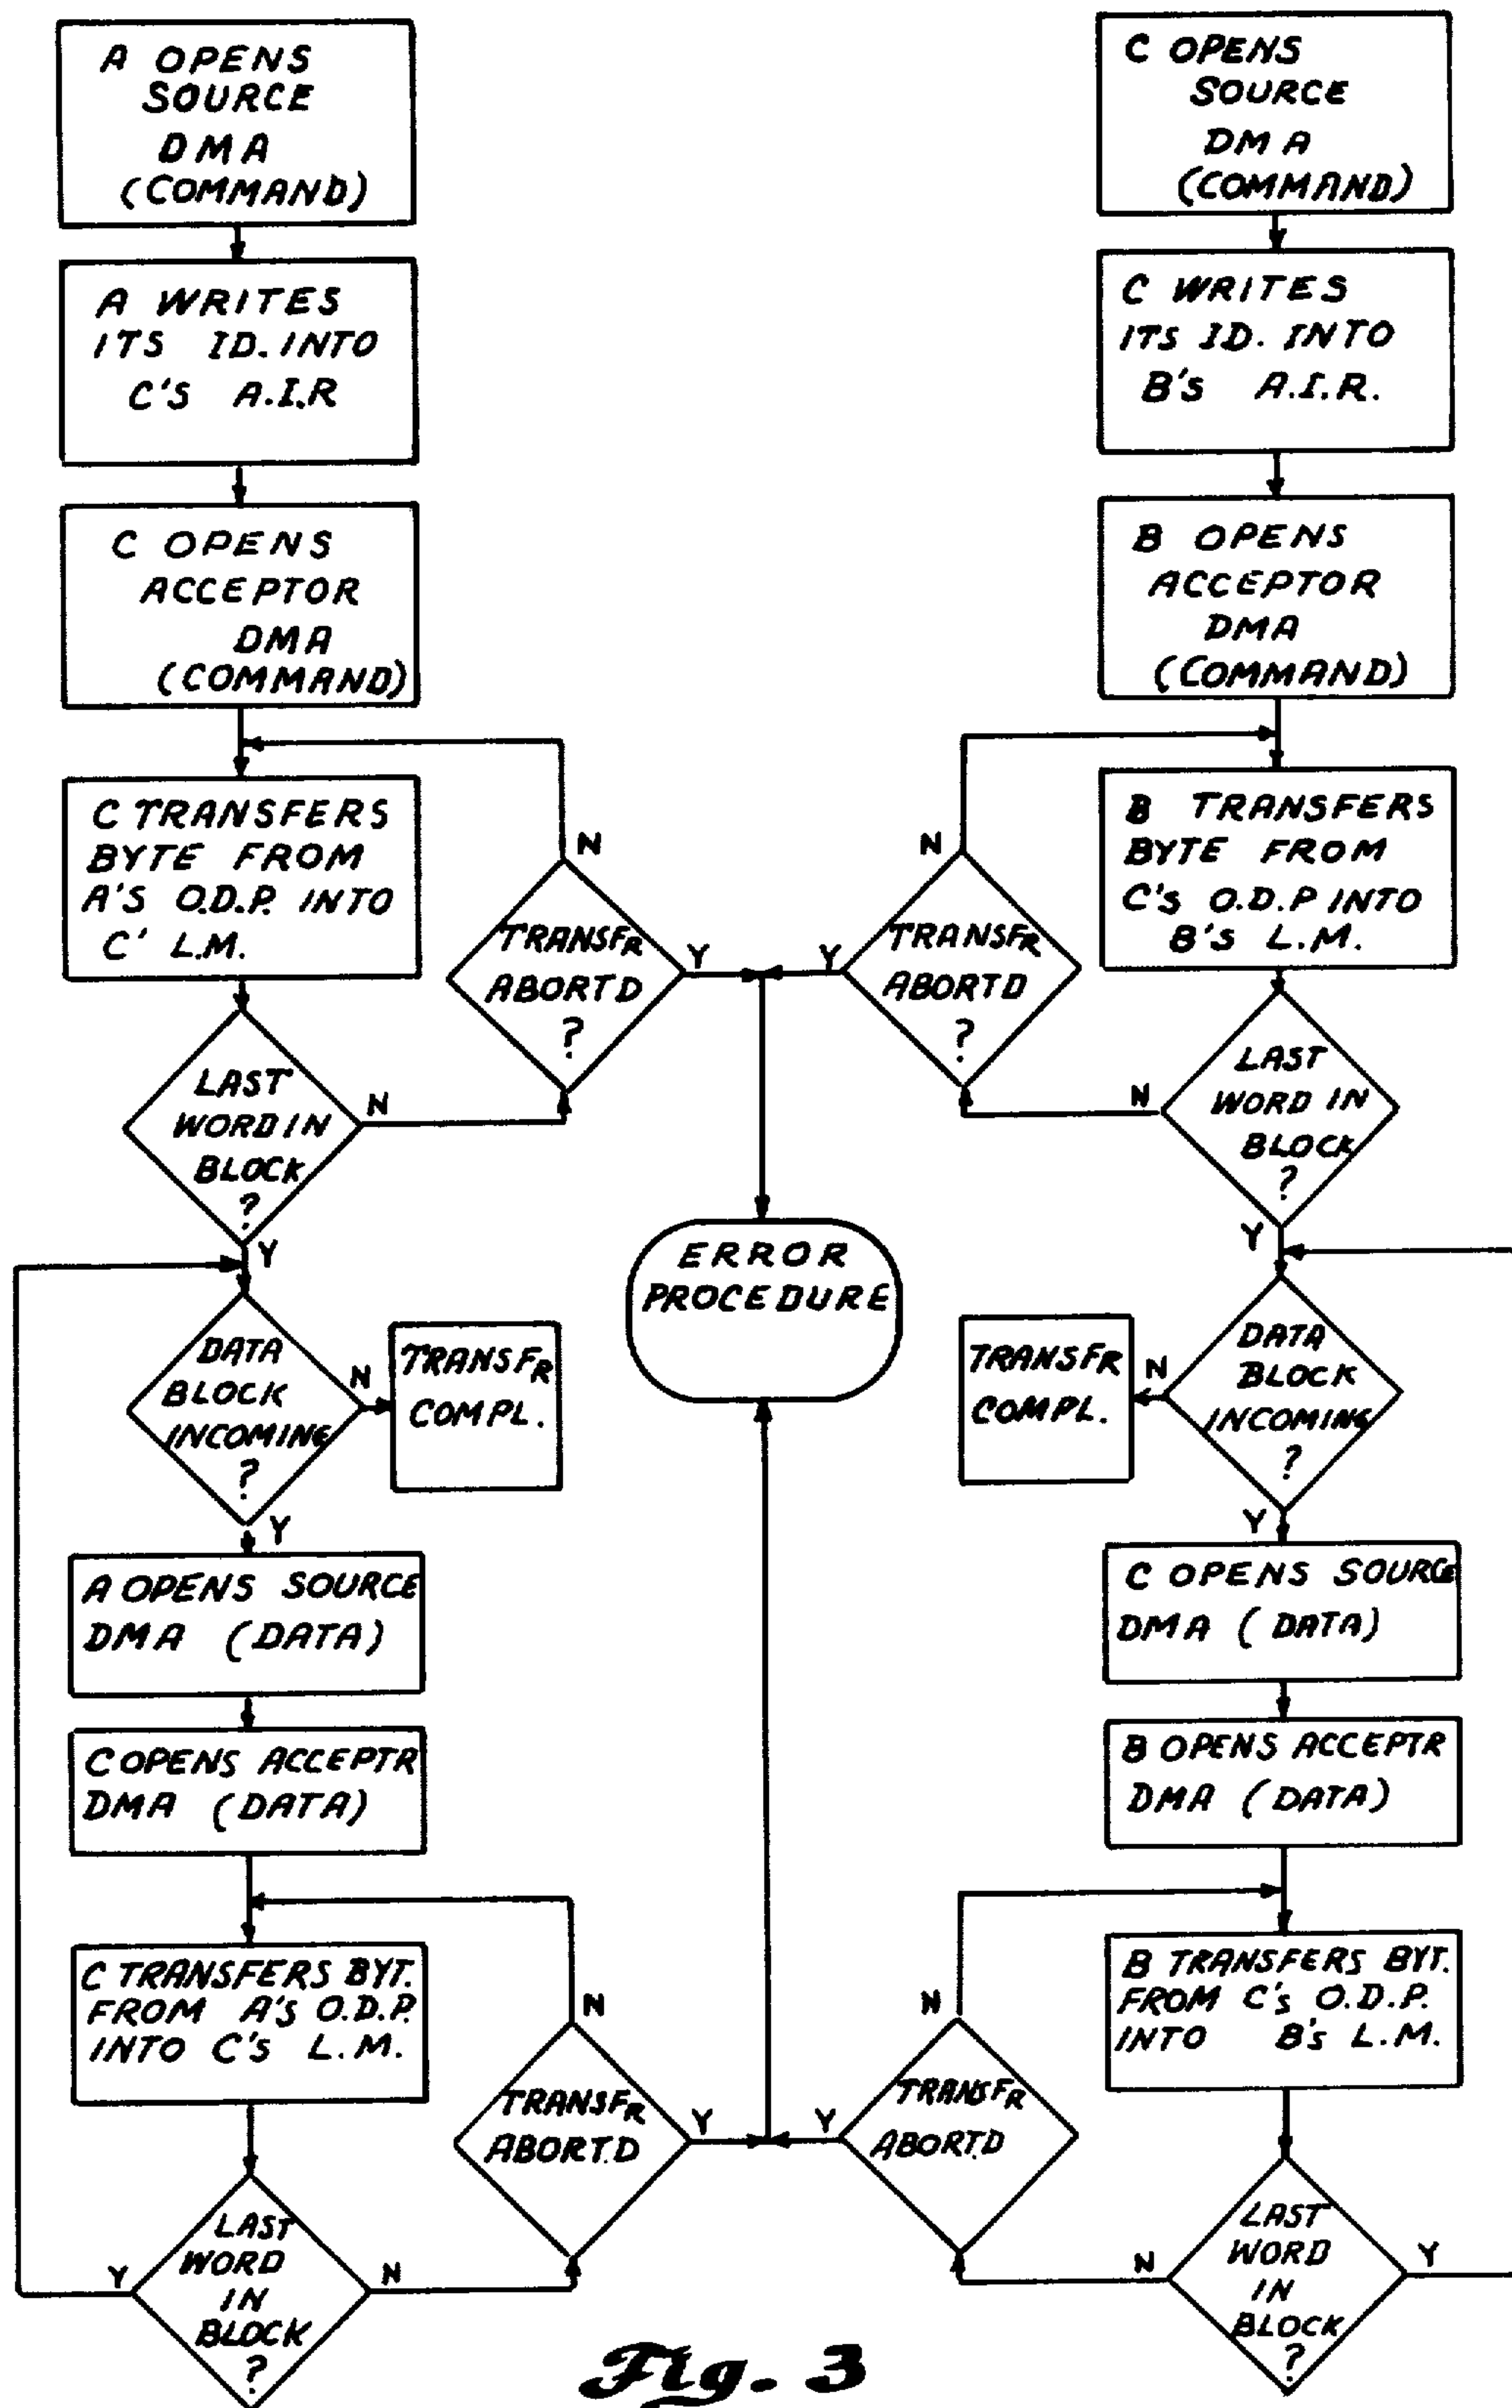 A OPENS
SOURCE
DMA
(COMMAND)
A WRITES
ITS ID. INTO
C'S A.I.R
C OPENS
ACCEPTOR
DMA
(COMMAND)
C TRANSFERS
BYTE FROM
A'S O.D.P. INTO
C' L.M.
N
TRANSFR
ABORTD
?
Y
LAST
WORD IN
BLOCK
?
N
Y
DATA
BLOCK
INCOMING
?
N
TRANSFR
COMPL.
Y
A OPENS SOURCE
DMA (DATA)
C OPENS ACCEPTR
DMA (DATA)
C TRANSFERS BYT.
FROM A's O.D.P.
INTO C's L.M.
N
TRANSFR
ABORT.D
Y
LAST
WORD
IN
BLOCK
?
Y
N
ERROR
PROCEDURE
C OPENS
SOURCE
DMA
(COMMAND)
C WRITES
ITS ID. INTO
B's A.I.R.
B OPENS
ACCEPTOR
DMA
(COMMAND)
B TRANSFERS
BYTE FROM
C's O.D.P INTO
B's L.M.
N
TRANSFR
ABORTD
?
Y
LAST
WORD IN
BLOCK
?
N
Y
DATA
BLOCK
INCOMING
?
N
TRANSFR
COMPL.
Y
C OPENS SOURCE
DMA (DATA)
B OPENS ACCEPTR
DMA (DATA)
B TRANSFERS BYT.
FROM C's O.D.P.
INTO B's L.M.
N
TRANSFR
ABORT.D
Y
LAST
WORD
IN
BLOCK
?
N
Y
Fig. 3